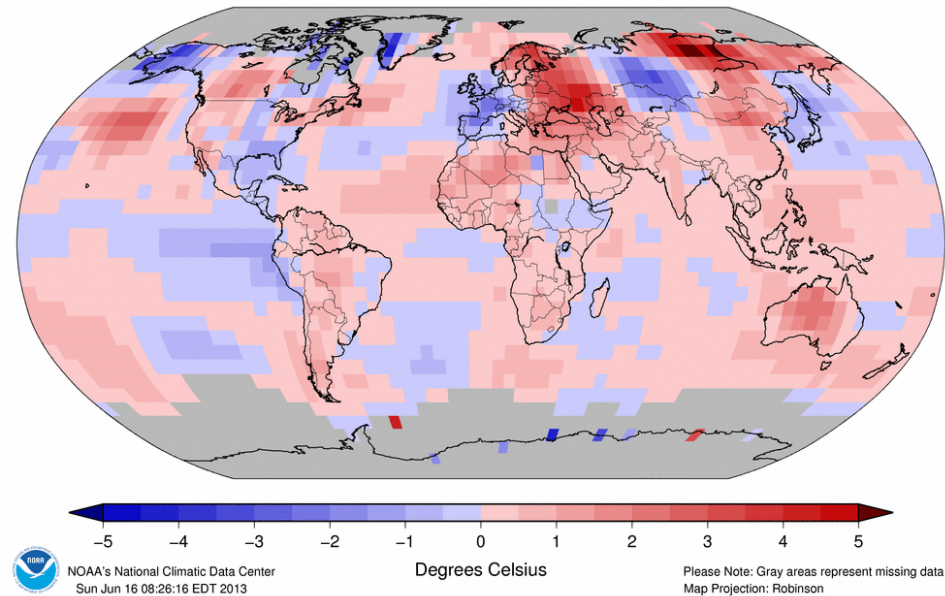 −5 −4 −3 −2 −1 0 1 2 3 4 5
Degrees Celsius
NOAA
NOAA's National Climatic Data Center
Sun Jun 16 08:26:16 EDT 2013
Please Note: Gray areas represent missing data
Map Projection: Robinson